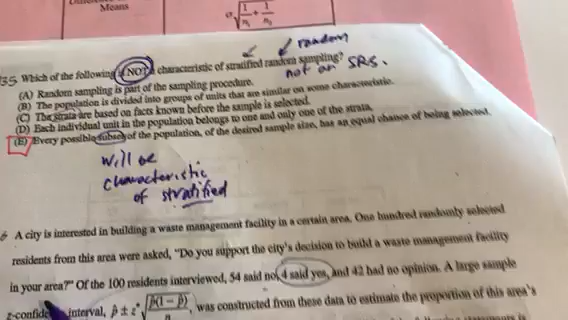 Means
σ√ 1/n₁ + 1/n₂
random
35. Which of the following is NOT a characteristic of stratified random sampling?
not an SRS.
(A) Random sampling is part of the sampling procedure.
(B) The population is divided into groups of units that are similar on some characteristic.
(C) The strata are based on facts known before the sample is selected.
(D) Each individual unit in the population belongs to one and only one of the strata.
(E) Every possible subset of the population, of the desired sample size, has an equal chance of being selected.
will be
characteristic
of stratified
6 A city is interested in building a waste management facility in a certain area. One hundred randomly selected
residents from this area were asked, "Do you support the city's decision to build a waste management facility
in your area?" Of the 100 residents interviewed, 54 said no, 4 said yes, and 42 had no opinion. A large sample
z-confide interval, p̂ ± z* √ p̂(1 − p̂)/n, was constructed from these data to estimate the proportion of this area's